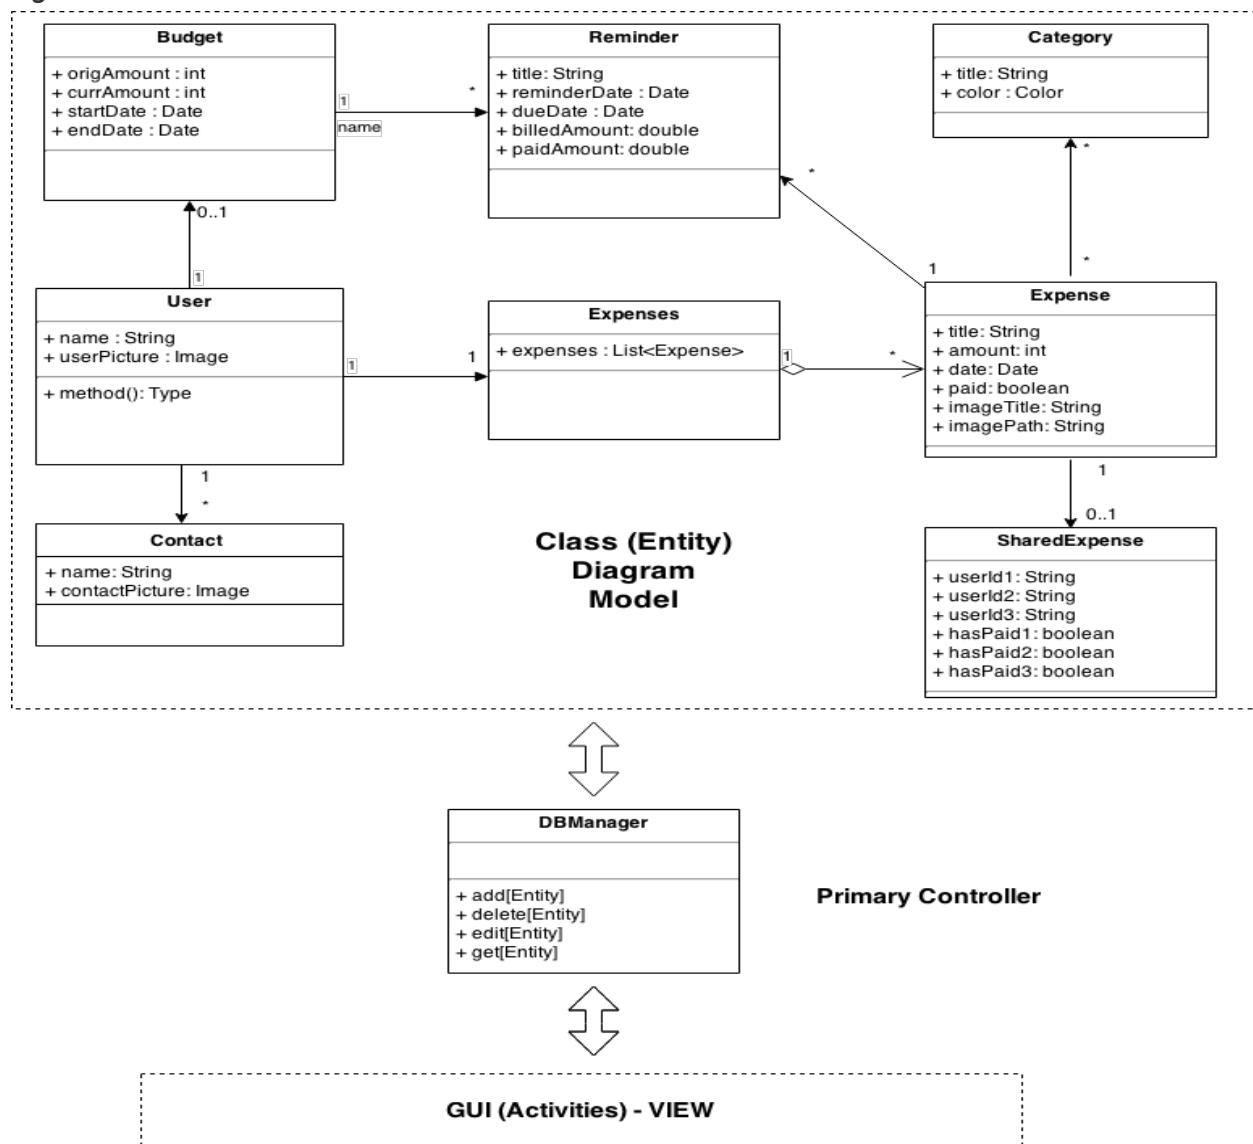 Budget
+ origAmount : int
+ currAmount : int
+ startDate : Date
+ endDate : Date
1
name
*
Reminder
+ title: String
+ reminderDate : Date
+ dueDate : Date
+ billedAmount: double
+ paidAmount: double
*
1
Category
+ title: String
+ color : Color
*
*
0..1
1
User
+ name : String
+ userPicture : Image
+ method(): Type
1
1
Expenses
+ expenses : List<Expense>
1
*
Expense
+ title: String
+ amount: int
+ date: Date
+ paid: boolean
+ imageTitle: String
+ imagePath: String
1
*
Contact
+ name: String
+ contactPicture: Image
Class (Entity)
Diagram
Model
1
0..1
SharedExpense
+ userId1: String
+ userId2: String
+ userId3: String
+ hasPaid1: boolean
+ hasPaid2: boolean
+ hasPaid3: boolean
DBManager
+ add[Entity]
+ delete[Entity]
+ edit[Entity]
+ get[Entity]
Primary Controller
GUI (Activities) - VIEW